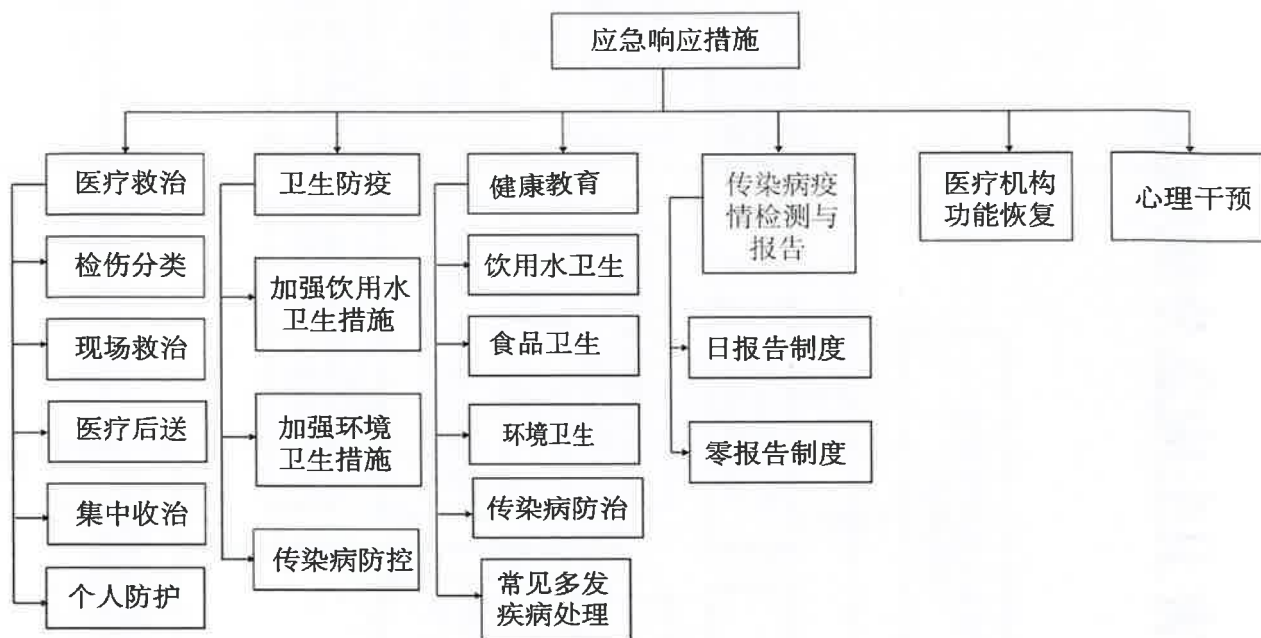 应急响应措施
医疗救治
检伤分类
现场救治
医疗后送
集中收治
个人防护
卫生防疫
加强饮用水
卫生措施
加强环境
卫生措施
传染病防控
健康教育
饮用水卫生
食品卫生
环境卫生
传染病防治
常见多发
疾病处理
传染病疫
情检测与
报告
日报告制度
零报告制度
医疗机构
功能恢复
心理干预